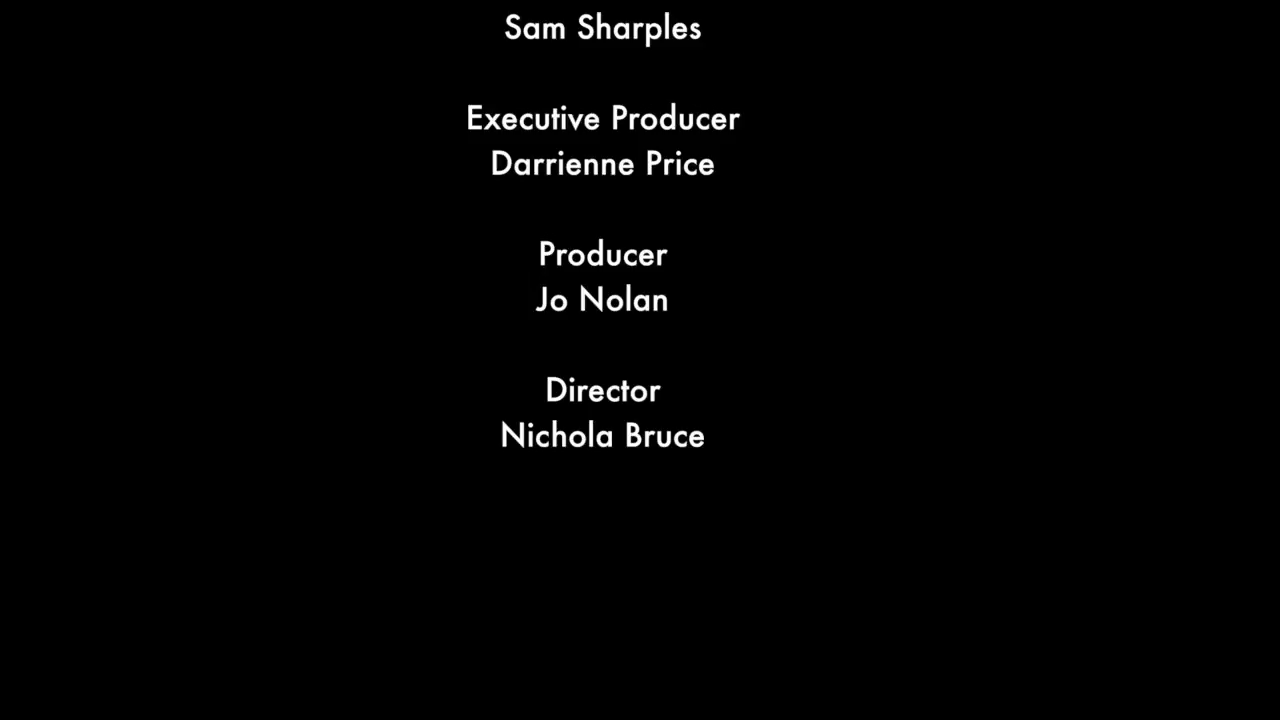 Sam Sharples
Executive Producer
Darrienne Price
Producer
Jo Nolan
Director
Nichola Bruce